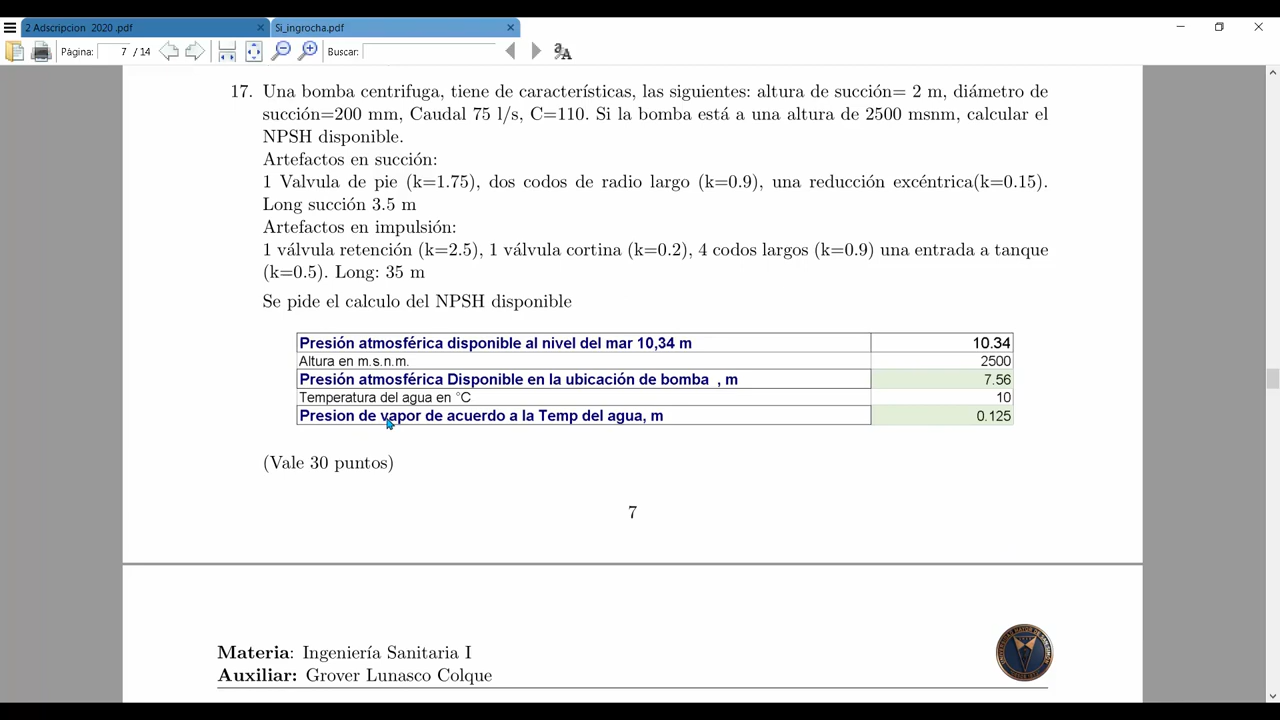 2 Adscripcion 2020 .pdf
Si_ingrocha.pdf
Página: 7 / 14
Buscar:
17. Una bomba centrifuga, tiene de características, las siguientes: altura de succión= 2 m, diámetro de
succión=200 mm, Caudal 75 l/s, C=110. Si la bomba está a una altura de 2500 msnm, calcular el
NPSH disponible.
Artefactos en succión:
1 Valvula de pie (k=1.75), dos codos de radio largo (k=0.9), una reducción excéntrica(k=0.15).
Long succión 3.5 m
Artefactos en impulsión:
1 válvula retención (k=2.5), 1 válvula cortina (k=0.2), 4 codos largos (k=0.9) una entrada a tanque
(k=0.5). Long: 35 m
Se pide el calculo del NPSH disponible
Presión atmosférica disponible al nivel del mar 10,34 m 10.34
Altura en m.s.n.m. 2500
Presión atmosférica Disponible en la ubicación de bomba , m 7.56
Temperatura del agua en °C 10
Presion de vapor de acuerdo a la Temp del agua, m 0.125
(Vale 30 puntos)
7
Materia: Ingeniería Sanitaria I
Auxiliar: Grover Lunasco Colque